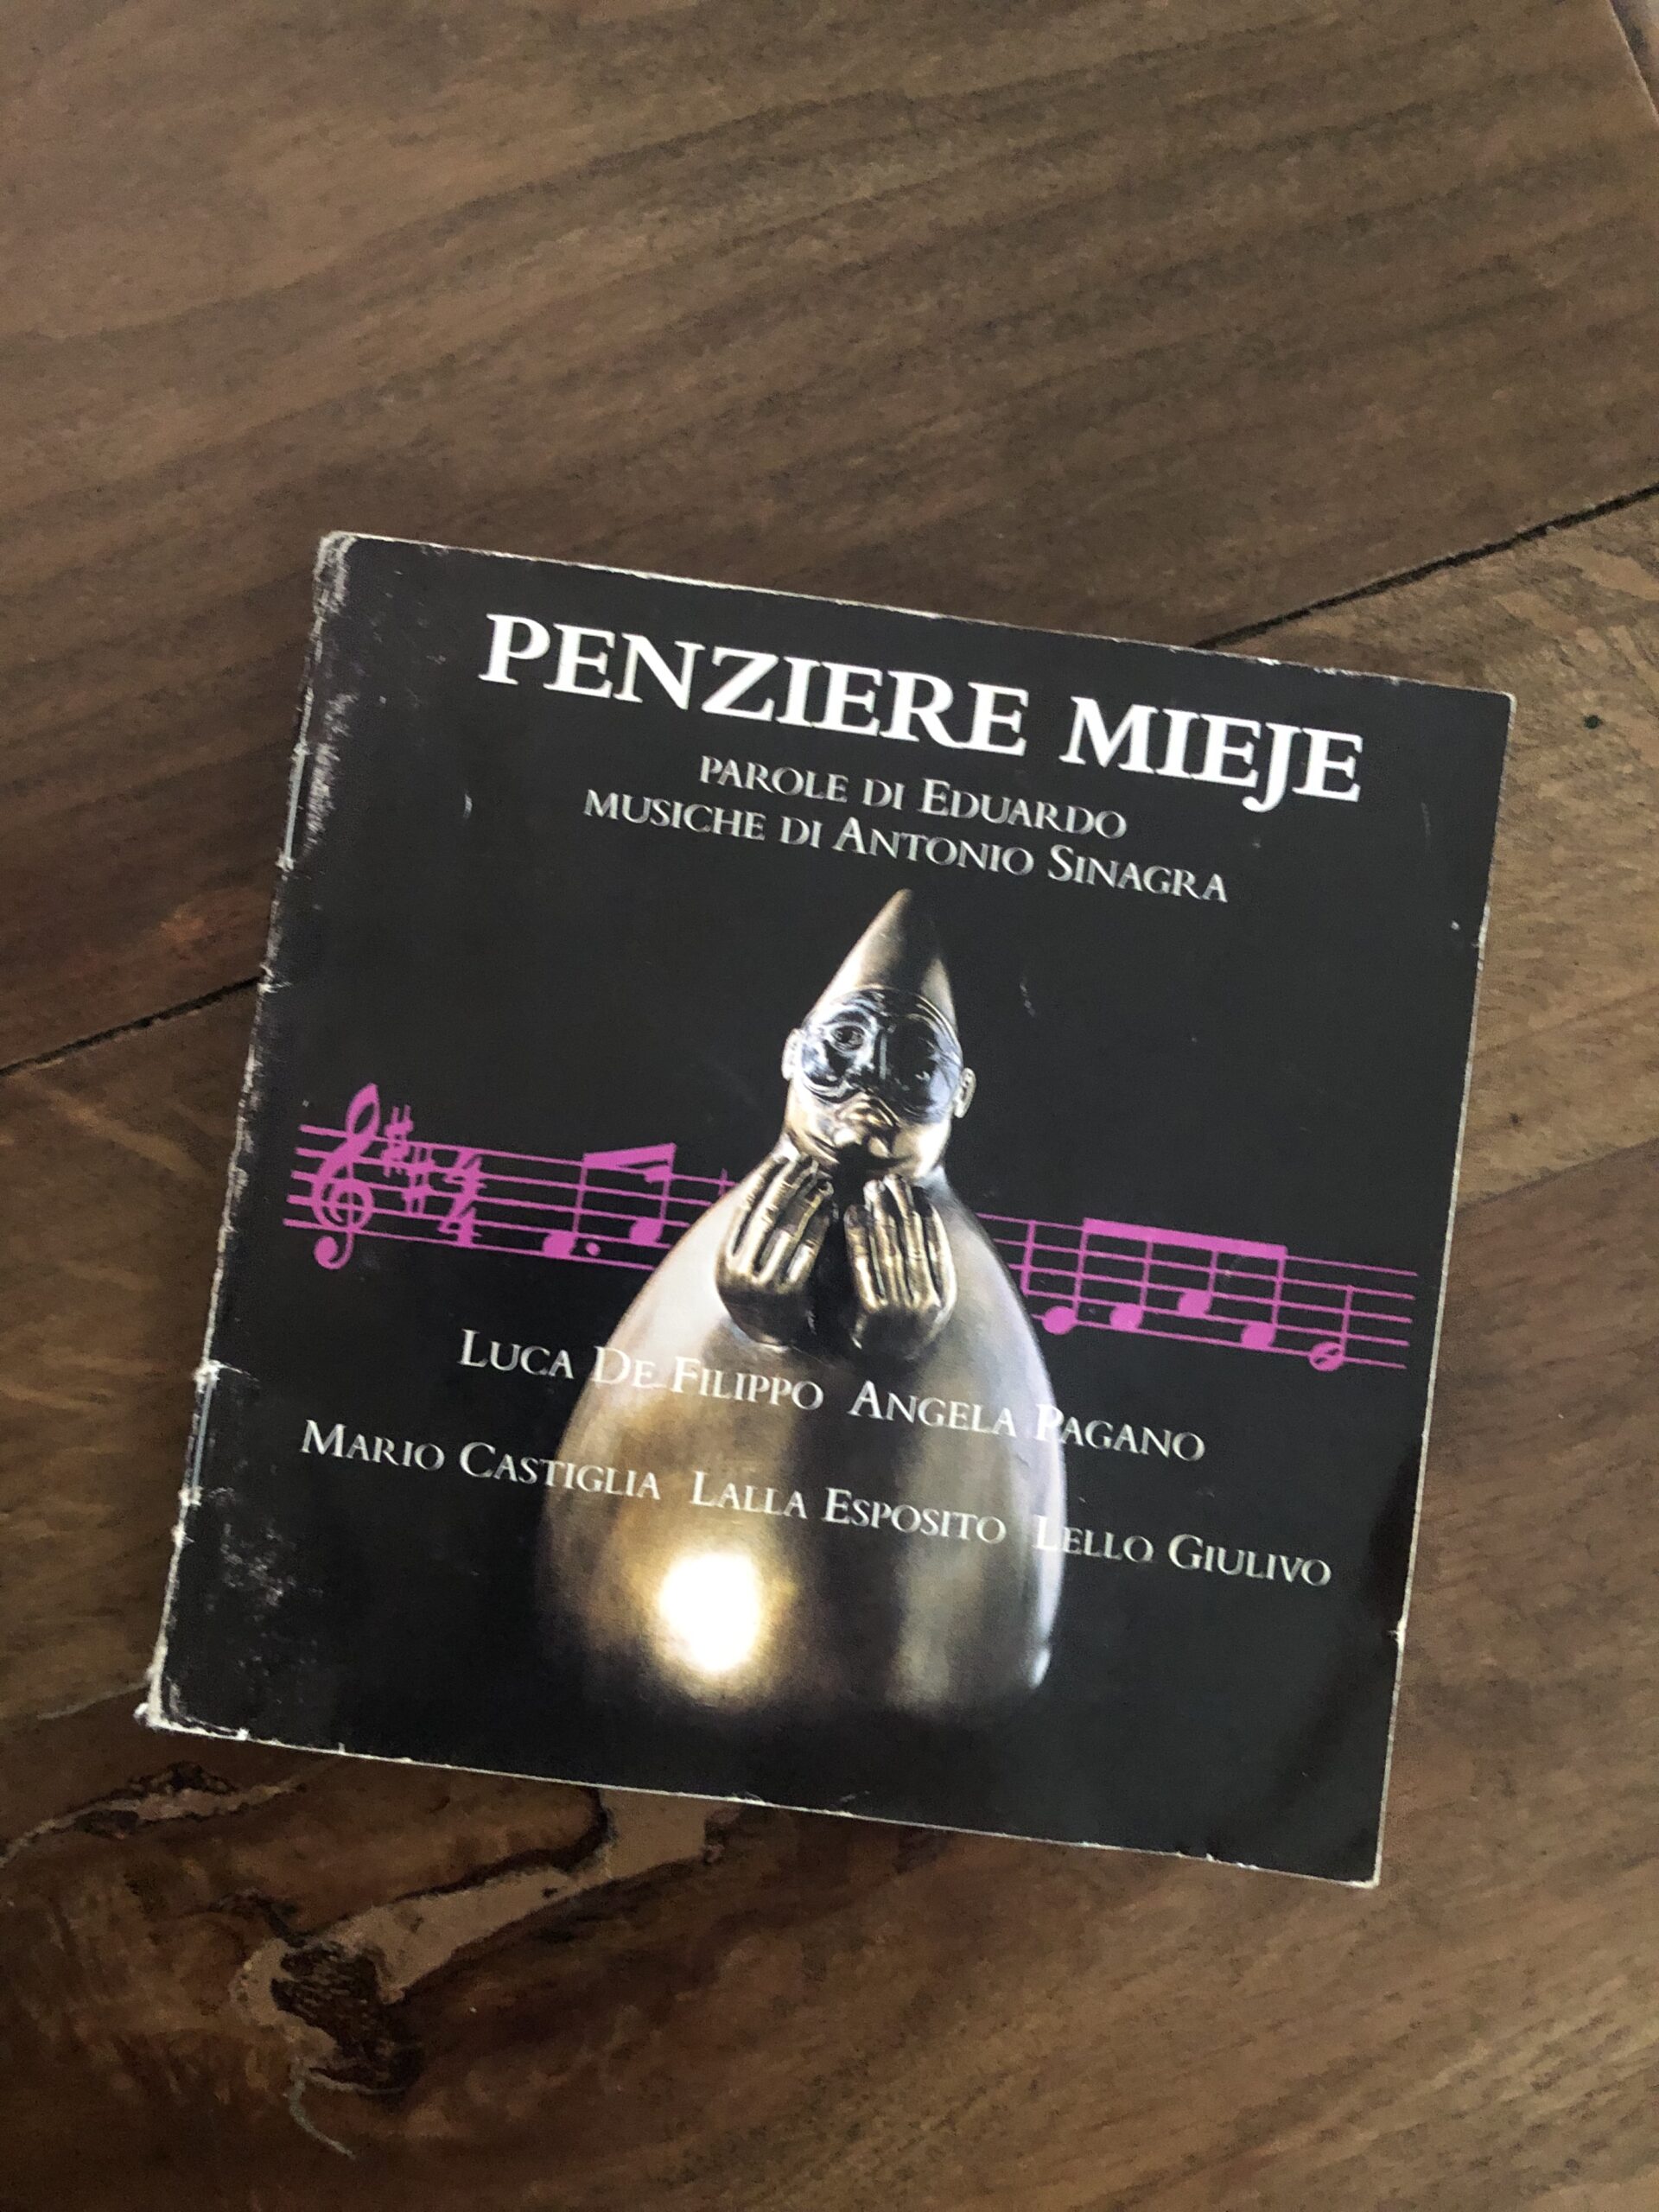 PENZIERE MIEJE
PAROLE DI EDUARDO
MUSICHE DI ANTONIO SINAGRA
LUCA DE FILIPPO ANGELA PAGANO
MARIO CASTIGLIA LALLA ESPOSITO LELLO GIULIVO